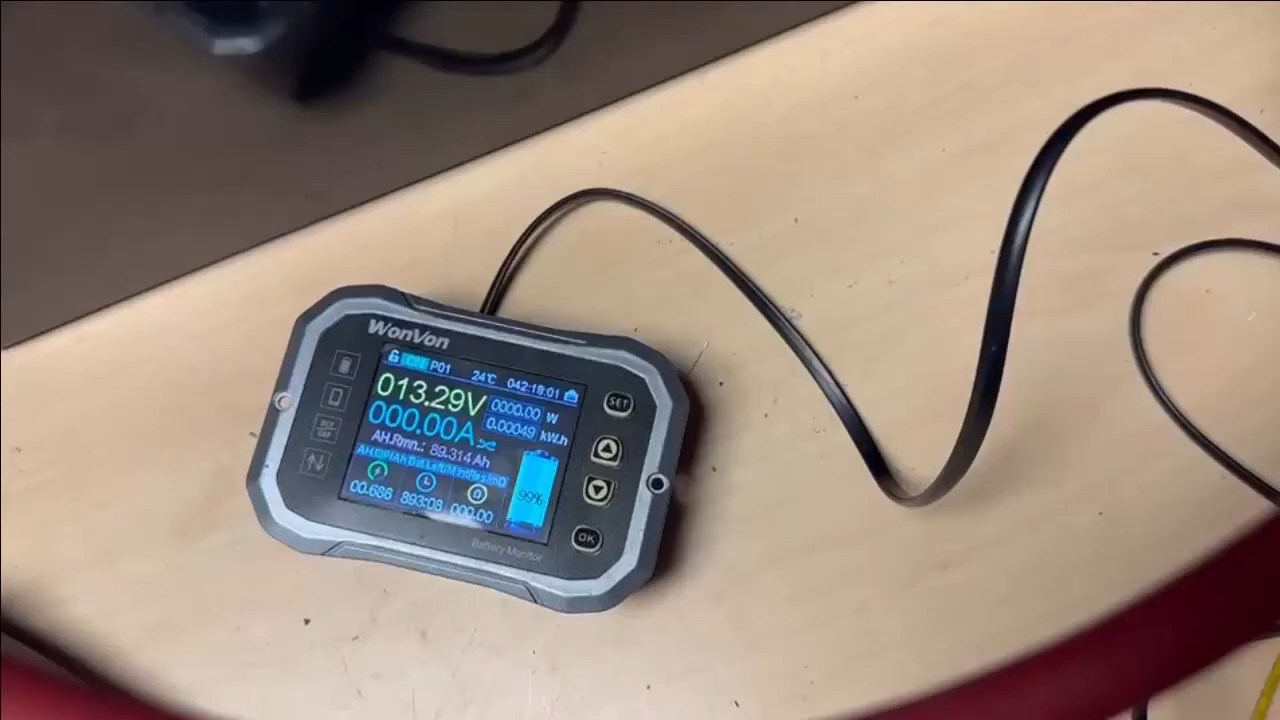 WonVon
ON P01 24℃ 042:18:01
013.29V 0000.00 W
000.00A 0.00049 kW.h
AH.Rmn.: 89.314 Ah
99%
00.686 893:08 000.00
SET
OK
Battery Monitor